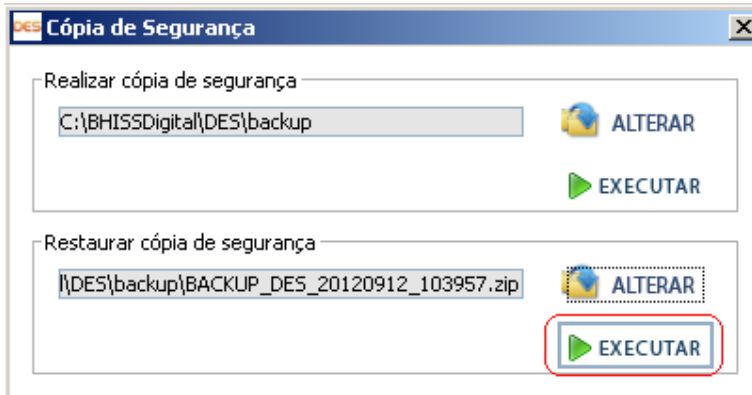 DES Cópia de Segurança
Realizar cópia de segurança
C:\BHISSDigital\DES\backup
ALTERAR
EXECUTAR
Restaurar cópia de segurança
l\DES\backup\BACKUP_DES_20120912_103957.zip
ALTERAR
EXECUTAR